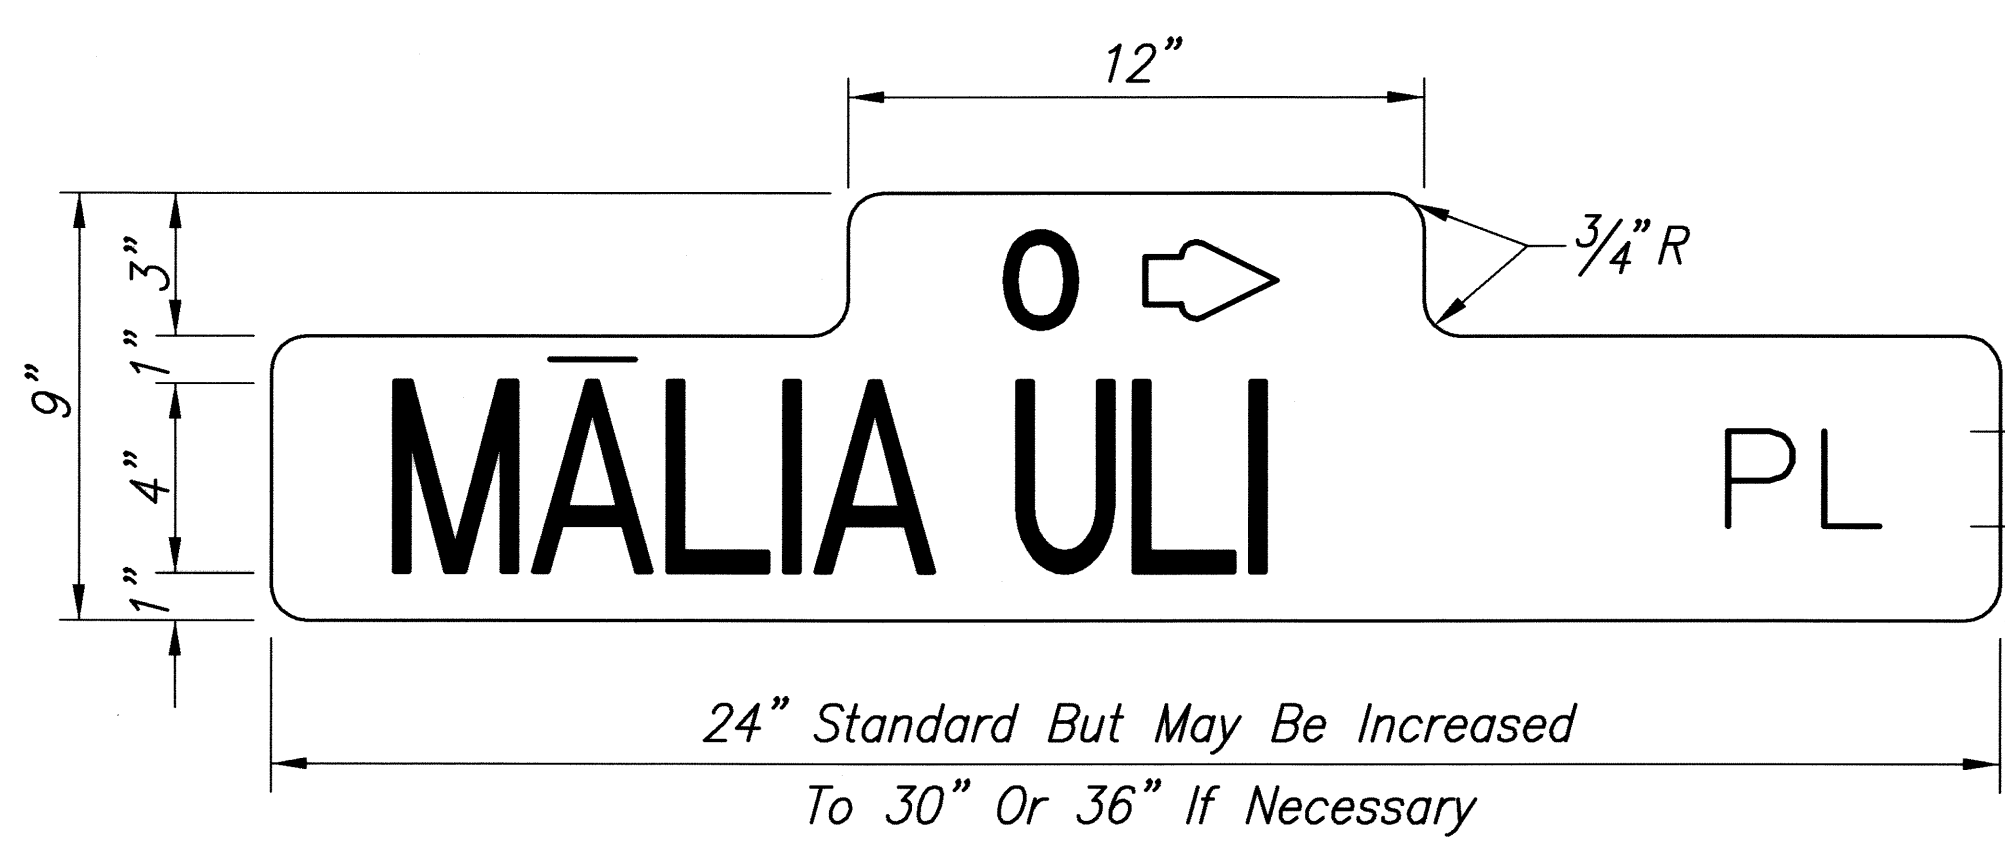 12”
3”
1”
9”
4”
1”
3/4” R
0
MĀLIA ULI PL
24” Standard But May Be Increased
To 30” Or 36” If Necessary